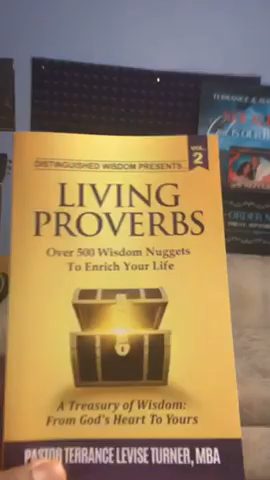 DISTINGUISHED WISDOM PRESENTS...
VOL.
2
LIVING
PROVERBS
Over 500 Wisdom Nuggets
To Enrich Your Life
A Treasury of Wisdom:
From God's Heart To Yours
PASTOR TERRANCE LEVISE TURNER, MBA